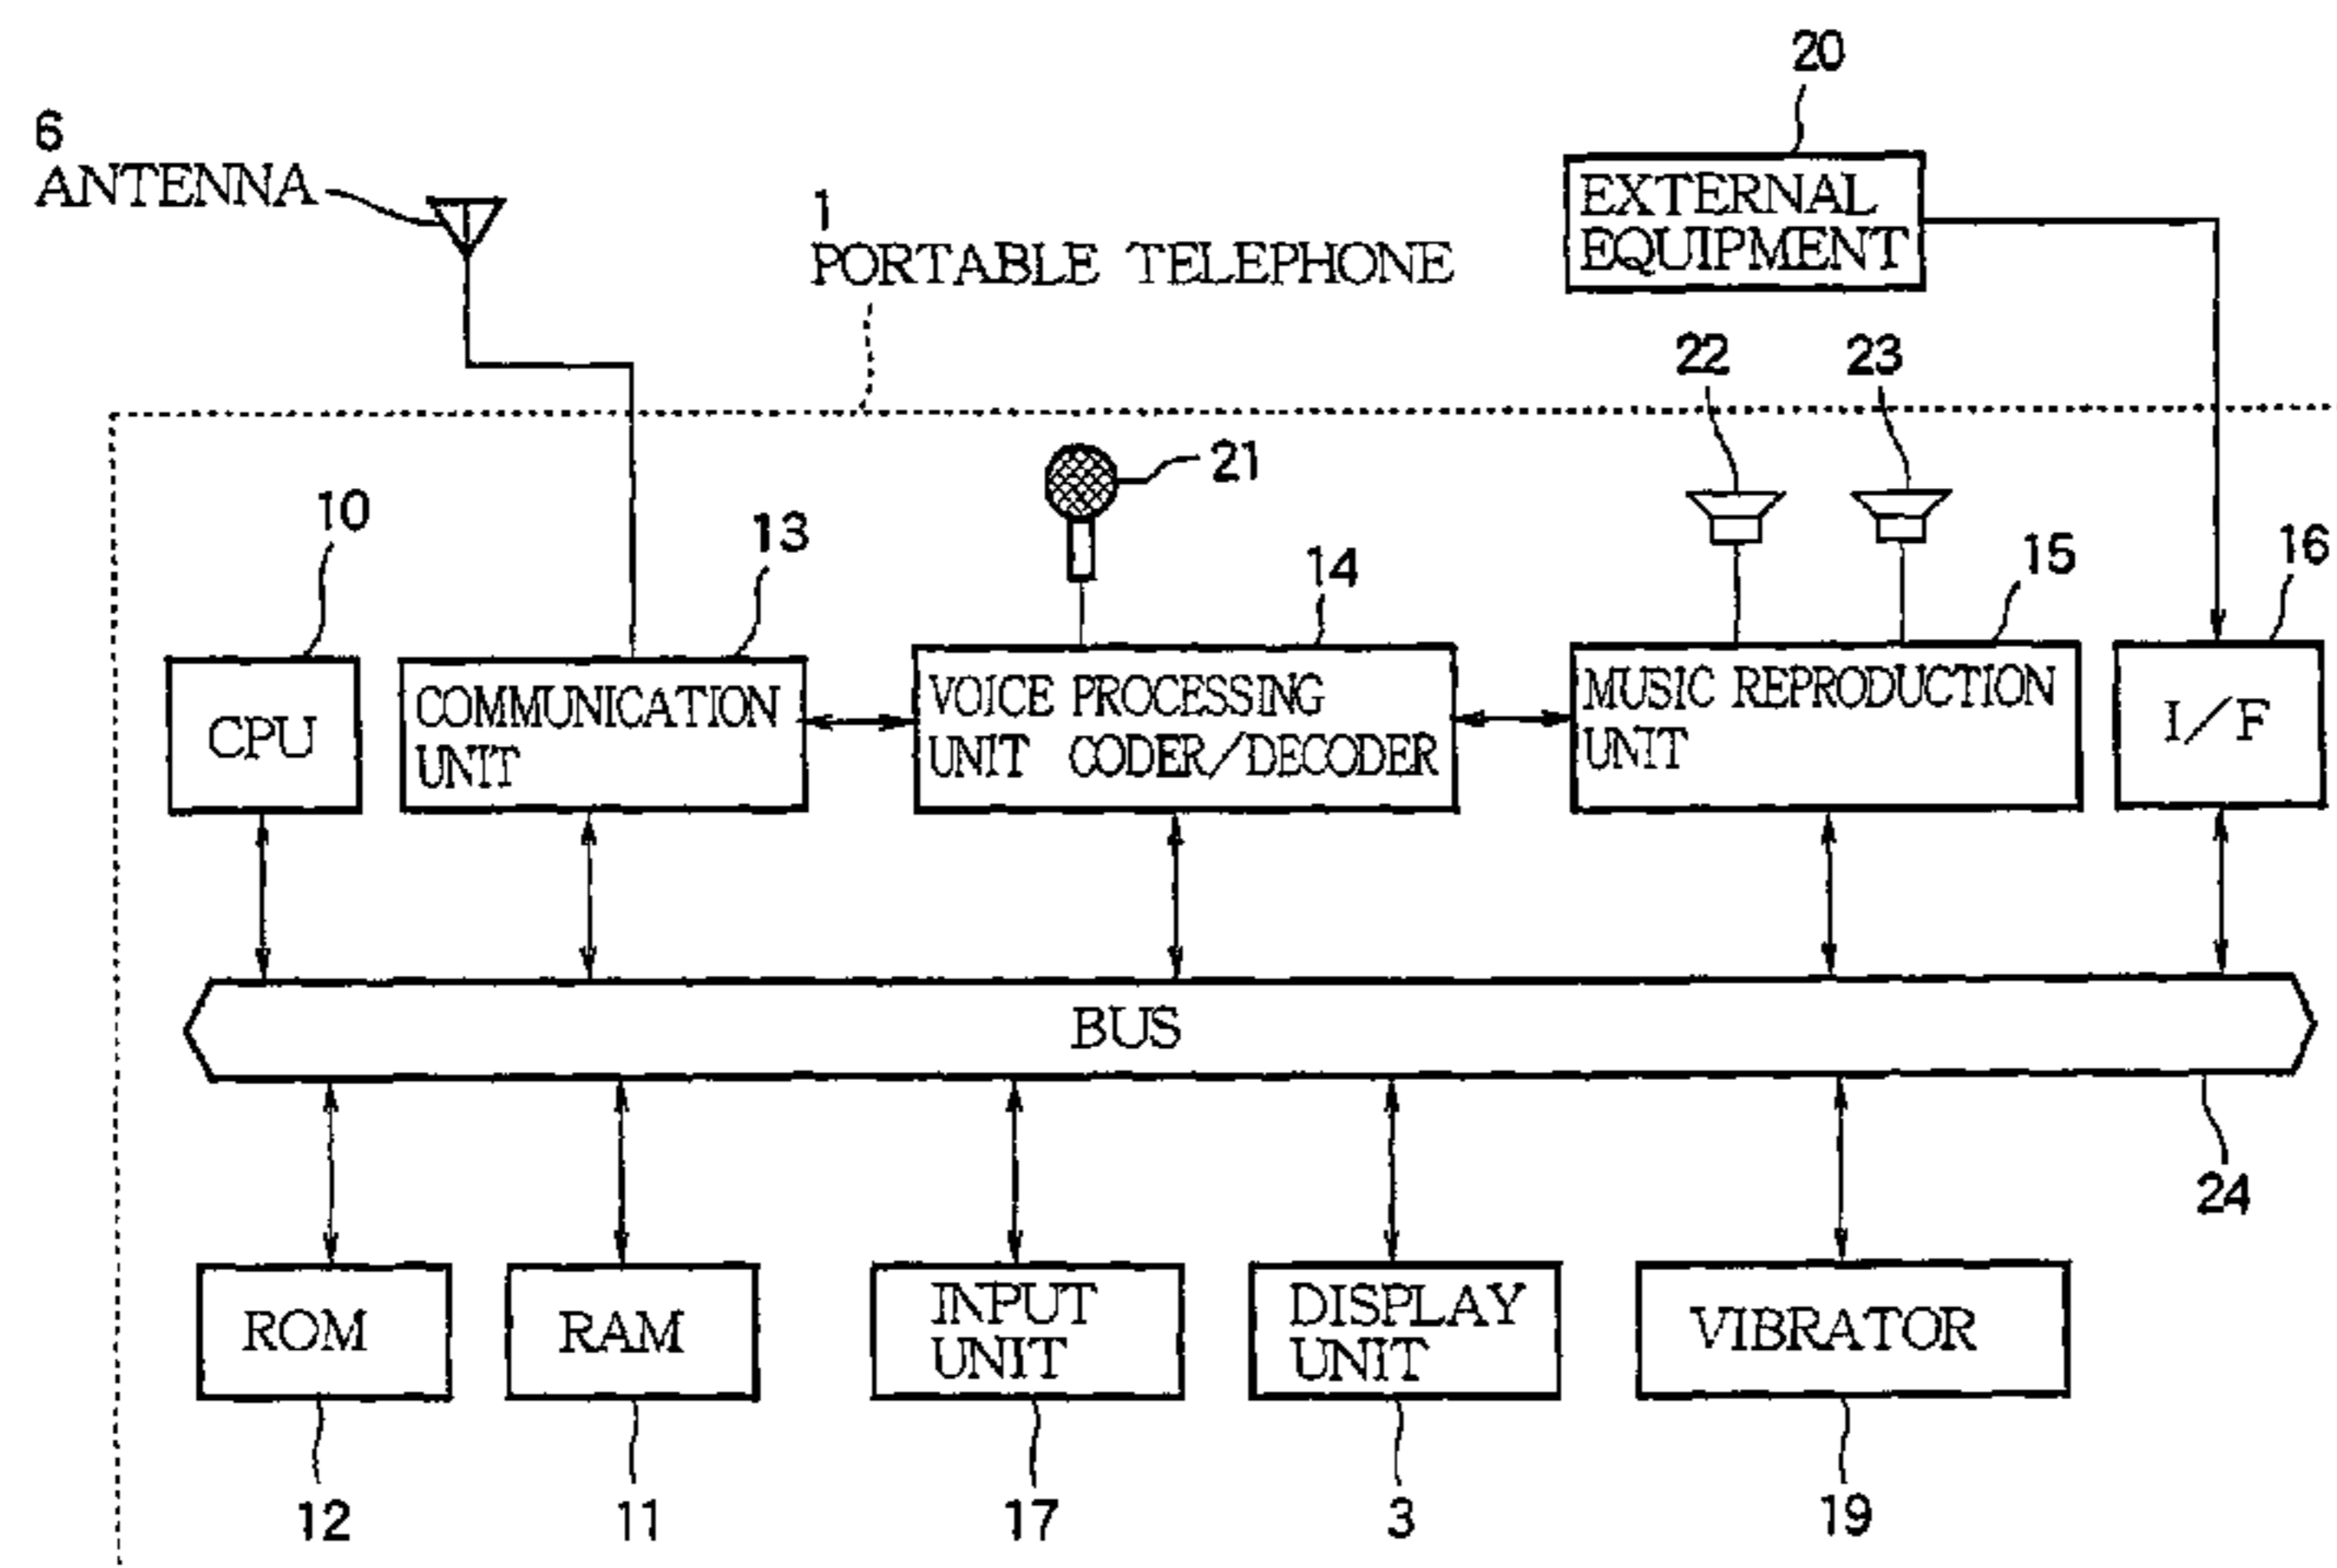 20
6
ANTENNA
1
PORTABLE TELEPHONE
EXTERNAL
EQUIPMENT
22
23
21
10
13
14
15
16
CPU
COMMUNICATION
UNIT
VOICE PROCESSING
UNIT CODER/DECODER
MUSIC REPRODUCTION
UNIT
I/F
BUS
24
ROM
RAM
INPUT
UNIT
DISPLAY
UNIT
VIBRATOR
12
11
17
3
19